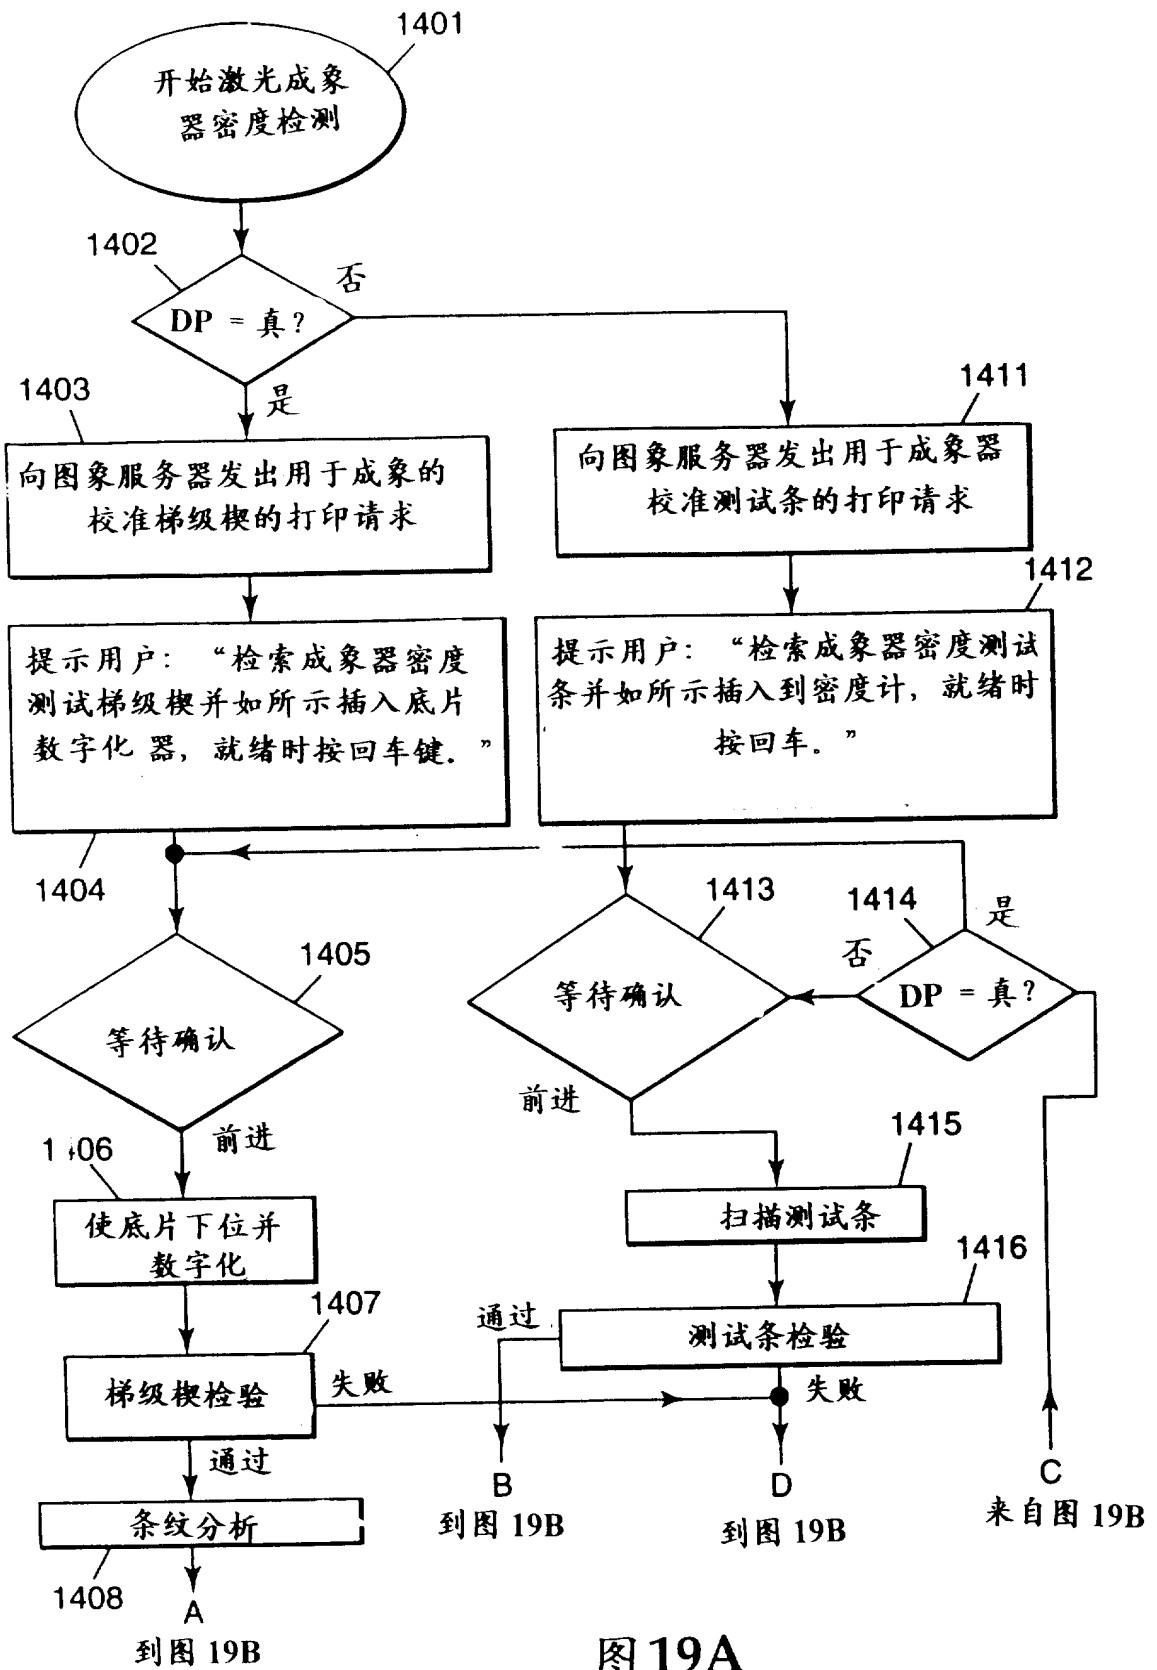 1401
开始激光成象
器密度检测
1402
否
DP = 真?
是
1403
向图象服务器发出用于成象的
校准梯级楔的打印请求
1411
向图象服务器发出用于成象器
校准测试条的打印请求
1412
提示用户: “检索成象器密度
测试梯级楔并如所示插入底片
数字化 器, 就绪时按回车键.”
1404
提示用户: “检索成象器密度测试
条并如所示插入到密度计, 就绪时
按回车。”
1413
1414
是
否
DP = 真?
1405
等待确认
等待确认
前进
前进
1406
使底片下位并
数字化
1415
扫描测试条
1416
通过
测试条检验
失败
1407
梯级楔检验
失败
通过
条纹分析
1408
A
到图 19B
B
到图 19B
D
到图 19B
C
来自图 19B
图 19A